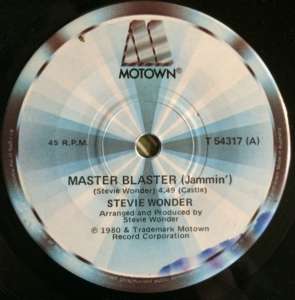 MOTOWN®
45 R.P.M.
T 54317 (A)
MASTER BLASTER (Jammin')
(Stevie Wonder) 4.49 (Castle)
STEVIE WONDER
Arranged and Produced by
Stevie Wonder
℗ 1980 & Trademark Motown
Record Corporation